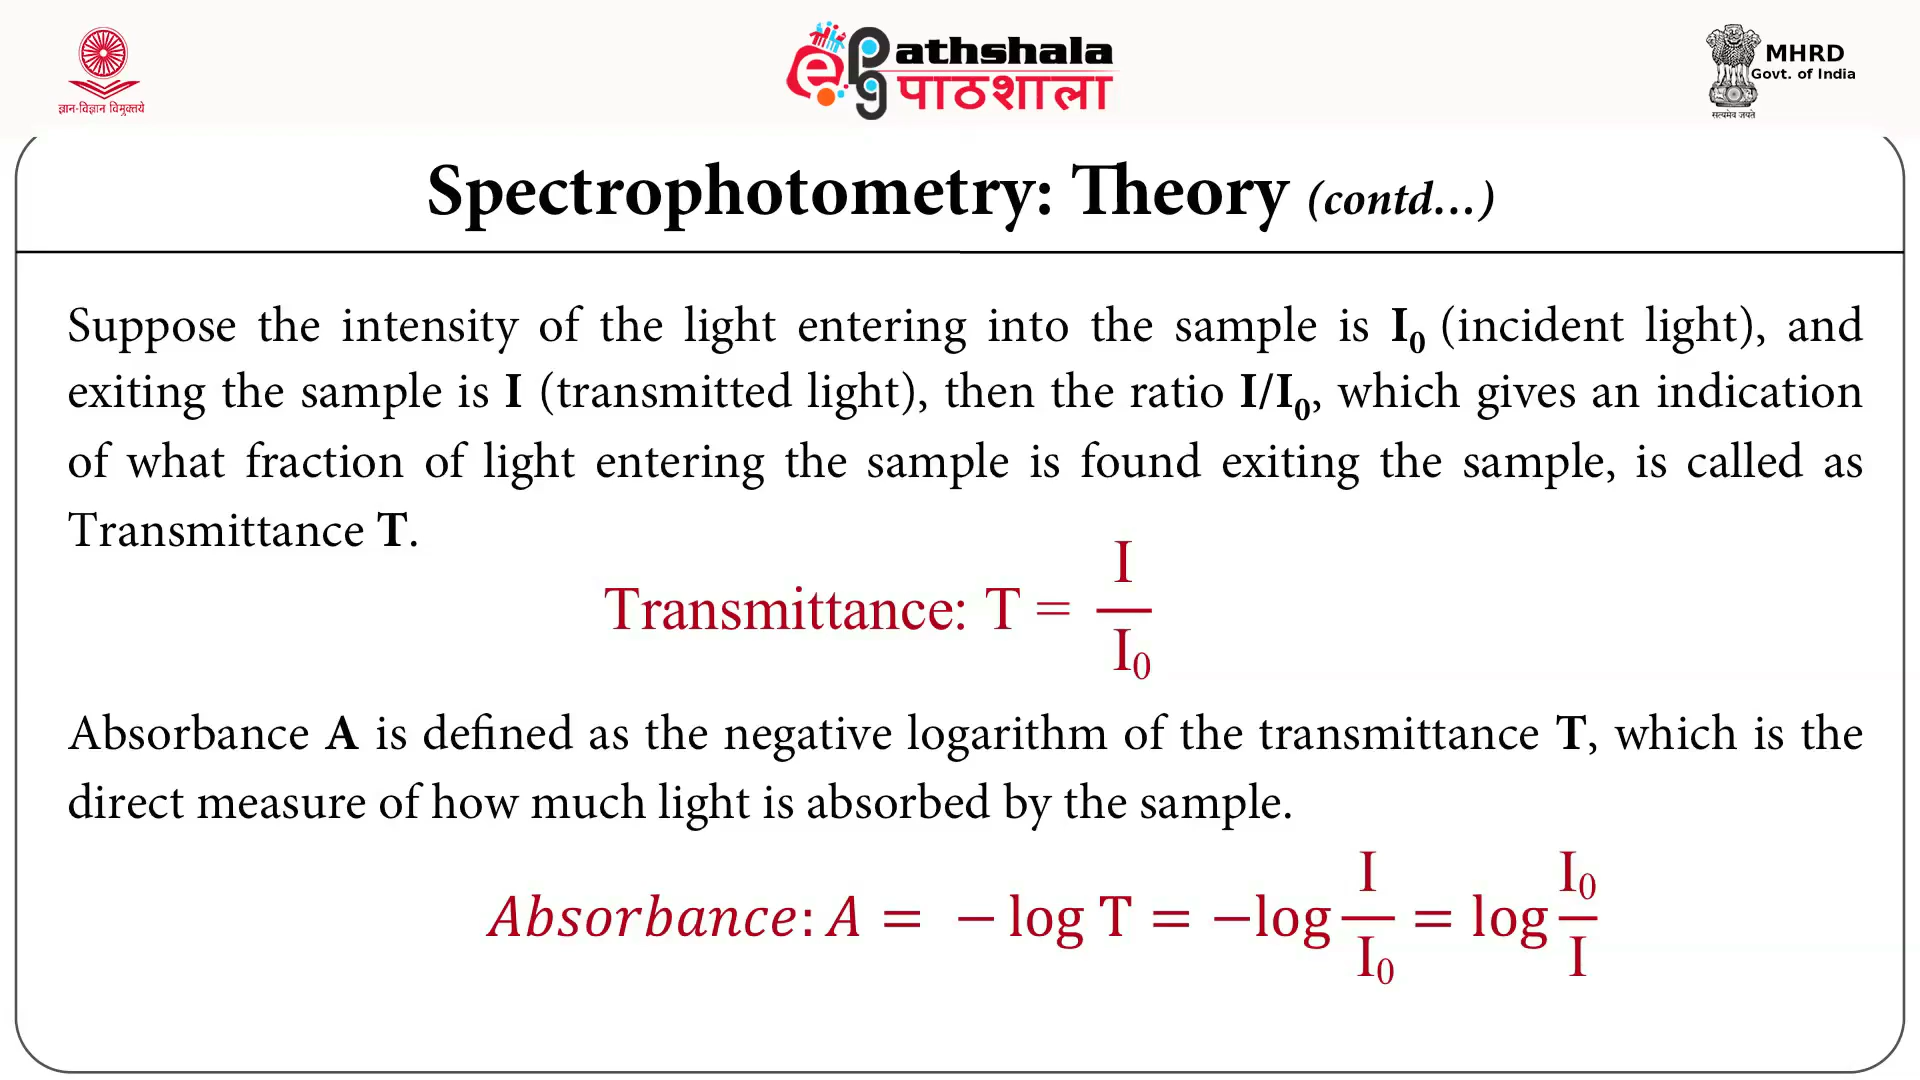 ज्ञान-विज्ञान विमुक्तये
ePathshala
पाठशाला
MHRD
Govt. of India
सत्यमेव जयते
Spectrophotometry: Theory (contd...)
Suppose the intensity of the light entering into the sample is I₀ (incident light), and
exiting the sample is I (transmitted light), then the ratio I/I₀, which gives an indication
of what fraction of light entering the sample is found exiting the sample, is called as
Transmittance T.
Transmittance: T = I/I₀
Absorbance A is defined as the negative logarithm of the transmittance T, which is the
direct measure of how much light is absorbed by the sample.
Absorbance: A = − log T = −log I/I₀ = log I₀/I